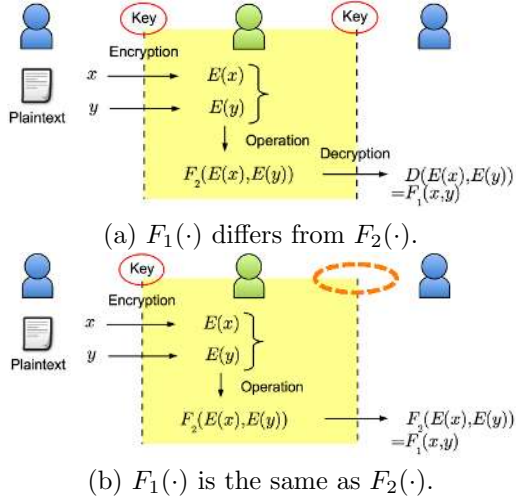 Key Key
Encryption
x E(x)
y E(y)
Plaintext
Operation
Decryption
F₂(E(x),E(y)) D(E(x),E(y))
=F₁(x,y)
(a) F₁(·) differs from F₂(·).
Key
Encryption
x E(x)
y E(y)
Plaintext
Operation
F₂(E(x),E(y)) F₂(E(x),E(y))
=F₁(x,y)
(b) F₁(·) is the same as F₂(·).